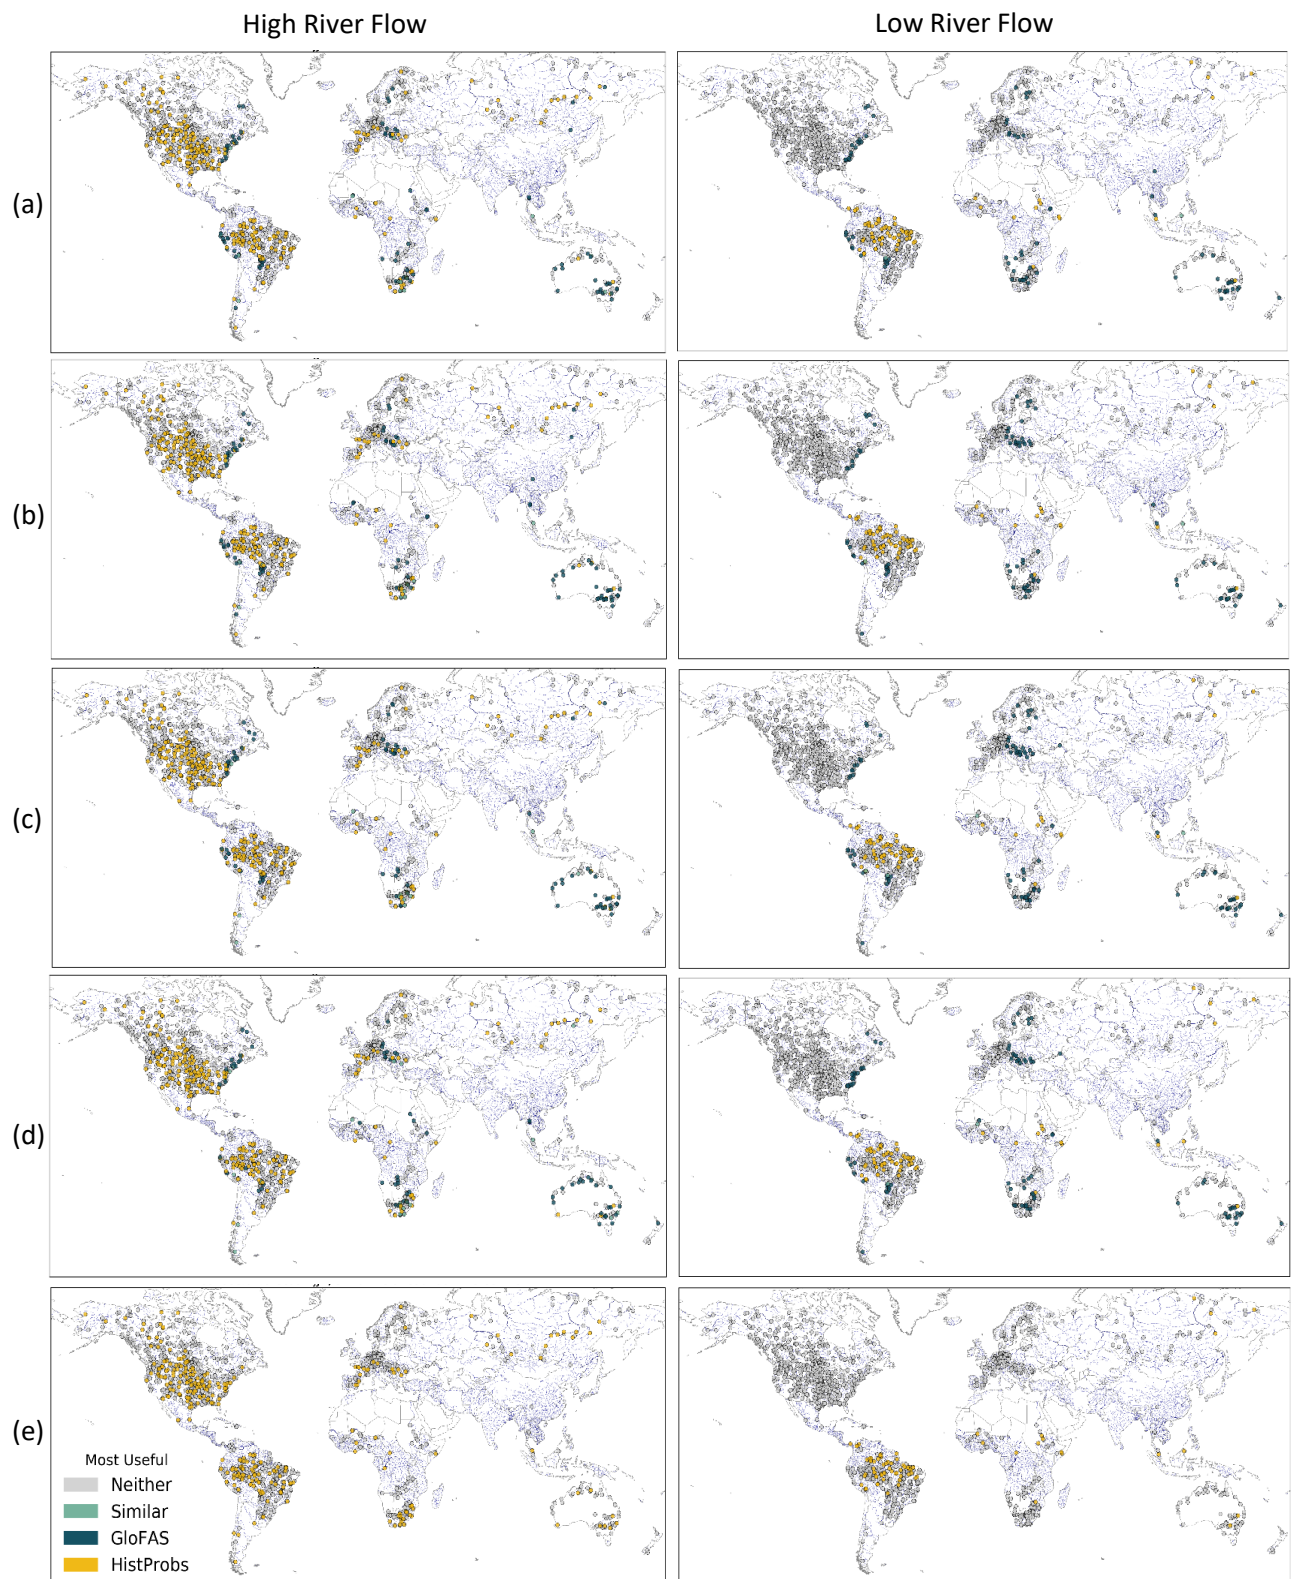 High River Flow
Low River Flow
(a)
(b)
(c)
(d)
(e)
Most Useful
Neither
Similar
GloFAS
HistProbs